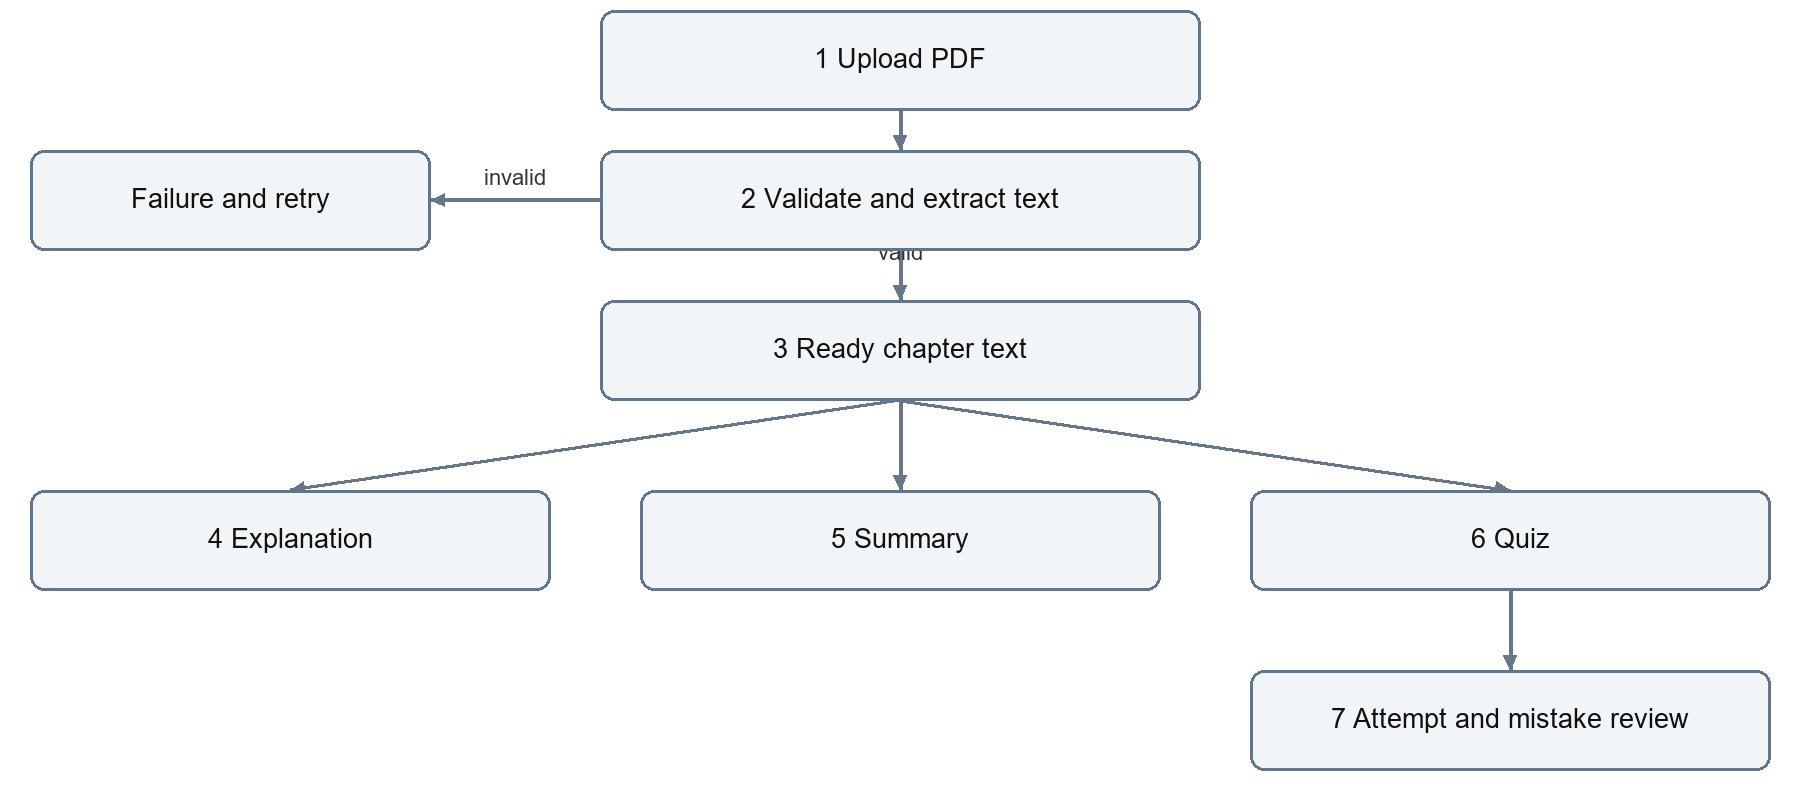 1 Upload PDF
Failure and retry
invalid
2 Validate and extract text
valid
3 Ready chapter text
4 Explanation
5 Summary
6 Quiz
7 Attempt and mistake review